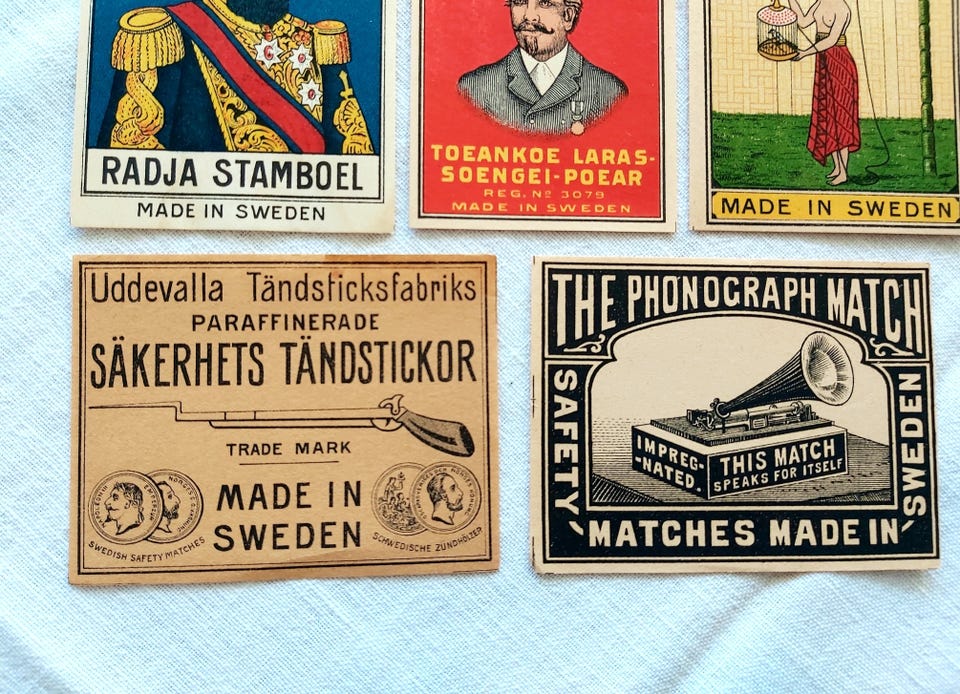 RADJA STAMBOEL
MADE IN SWEDEN
TOEANKOE LARAS-
SOENGEI-POEAR
REG. Nº 3079
MADE IN SWEDEN
MADE IN SWEDEN
Uddevalla Tändsticksfabriks
PARAFFINERADE
SÄKERHETS TÄNDSTICKOR
TRADE MARK
MADE IN
SWEDEN
SWEDISH SAFETY MATCHES
SCHWEDISCHE ZÜNDHÖLZER
THE PHONOGRAPH MATCH
IMPREG-
-NATED.
THIS MATCH
SPEAKS FOR ITSELF
SAFETY
MATCHES MADE IN
SWEDEN